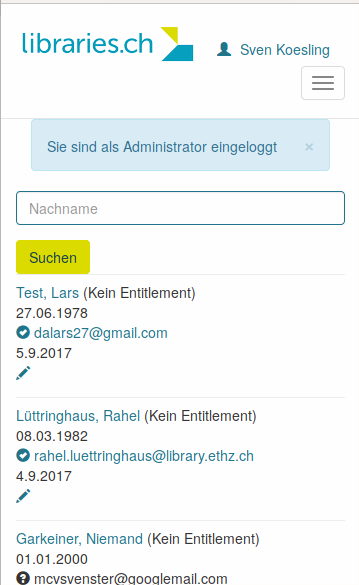 libraries.ch
Sven Koesling
Sie sind als Administrator eingeloggt ×
Nachname
Suchen
Test, Lars (Kein Entitlement)
27.06.1978
dalars27@gmail.com
5.9.2017
Lüttringhaus, Rahel (Kein Entitlement)
08.03.1982
rahel.luettringhaus@library.ethz.ch
4.9.2017
Garkeiner, Niemand (Kein Entitlement)
01.01.2000
mcvsvenster@googlemail.com